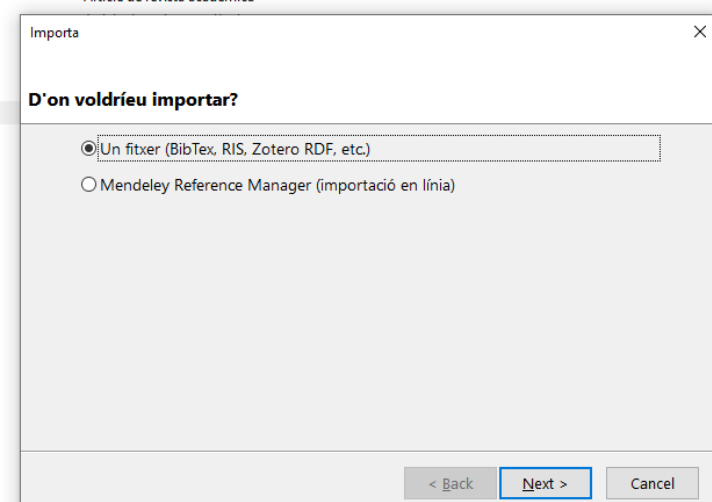 Importa
D'on voldríeu importar?
Un fitxer (BibTex, RIS, Zotero RDF, etc.)
Mendeley Reference Manager (importació en línia)
< Back
Next >
Cancel